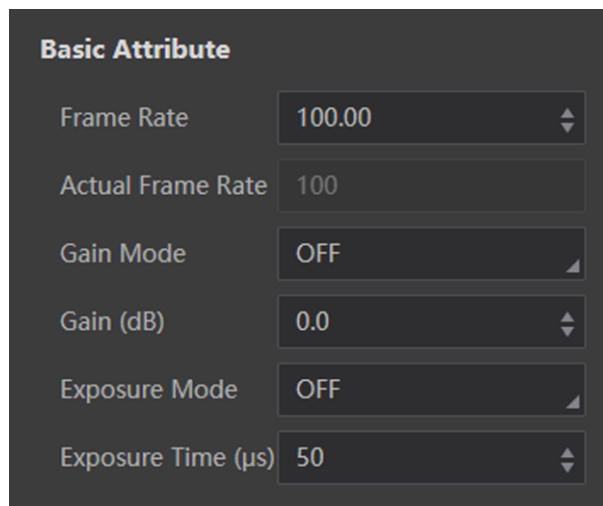 Basic Attribute
Frame Rate 100.00
Actual Frame Rate 100
Gain Mode OFF
Gain (dB) 0.0
Exposure Mode OFF
Exposure Time (µs) 50